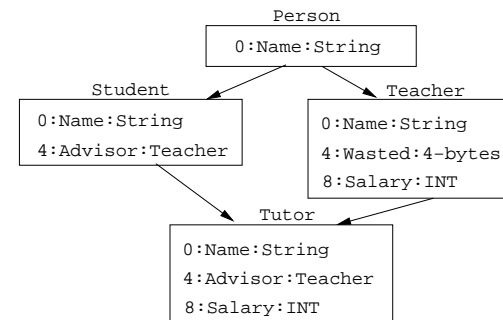 Person
0:Name:String
Student
0:Name:String
4:Advisor:Teacher
Teacher
0:Name:String
4:Wasted:4-bytes
8:Salary:INT
Tutor
0:Name:String
4:Advisor:Teacher
8:Salary:INT